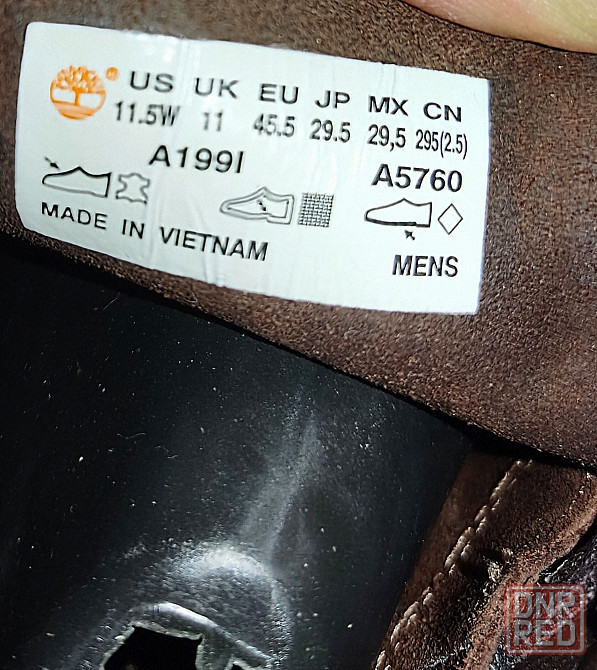 ® US UK EU JP MX CN
11.5W 11 45.5 29.5 29,5 295(2.5)
A199I A5760
MADE IN VIETNAM MENS
DNR
RED